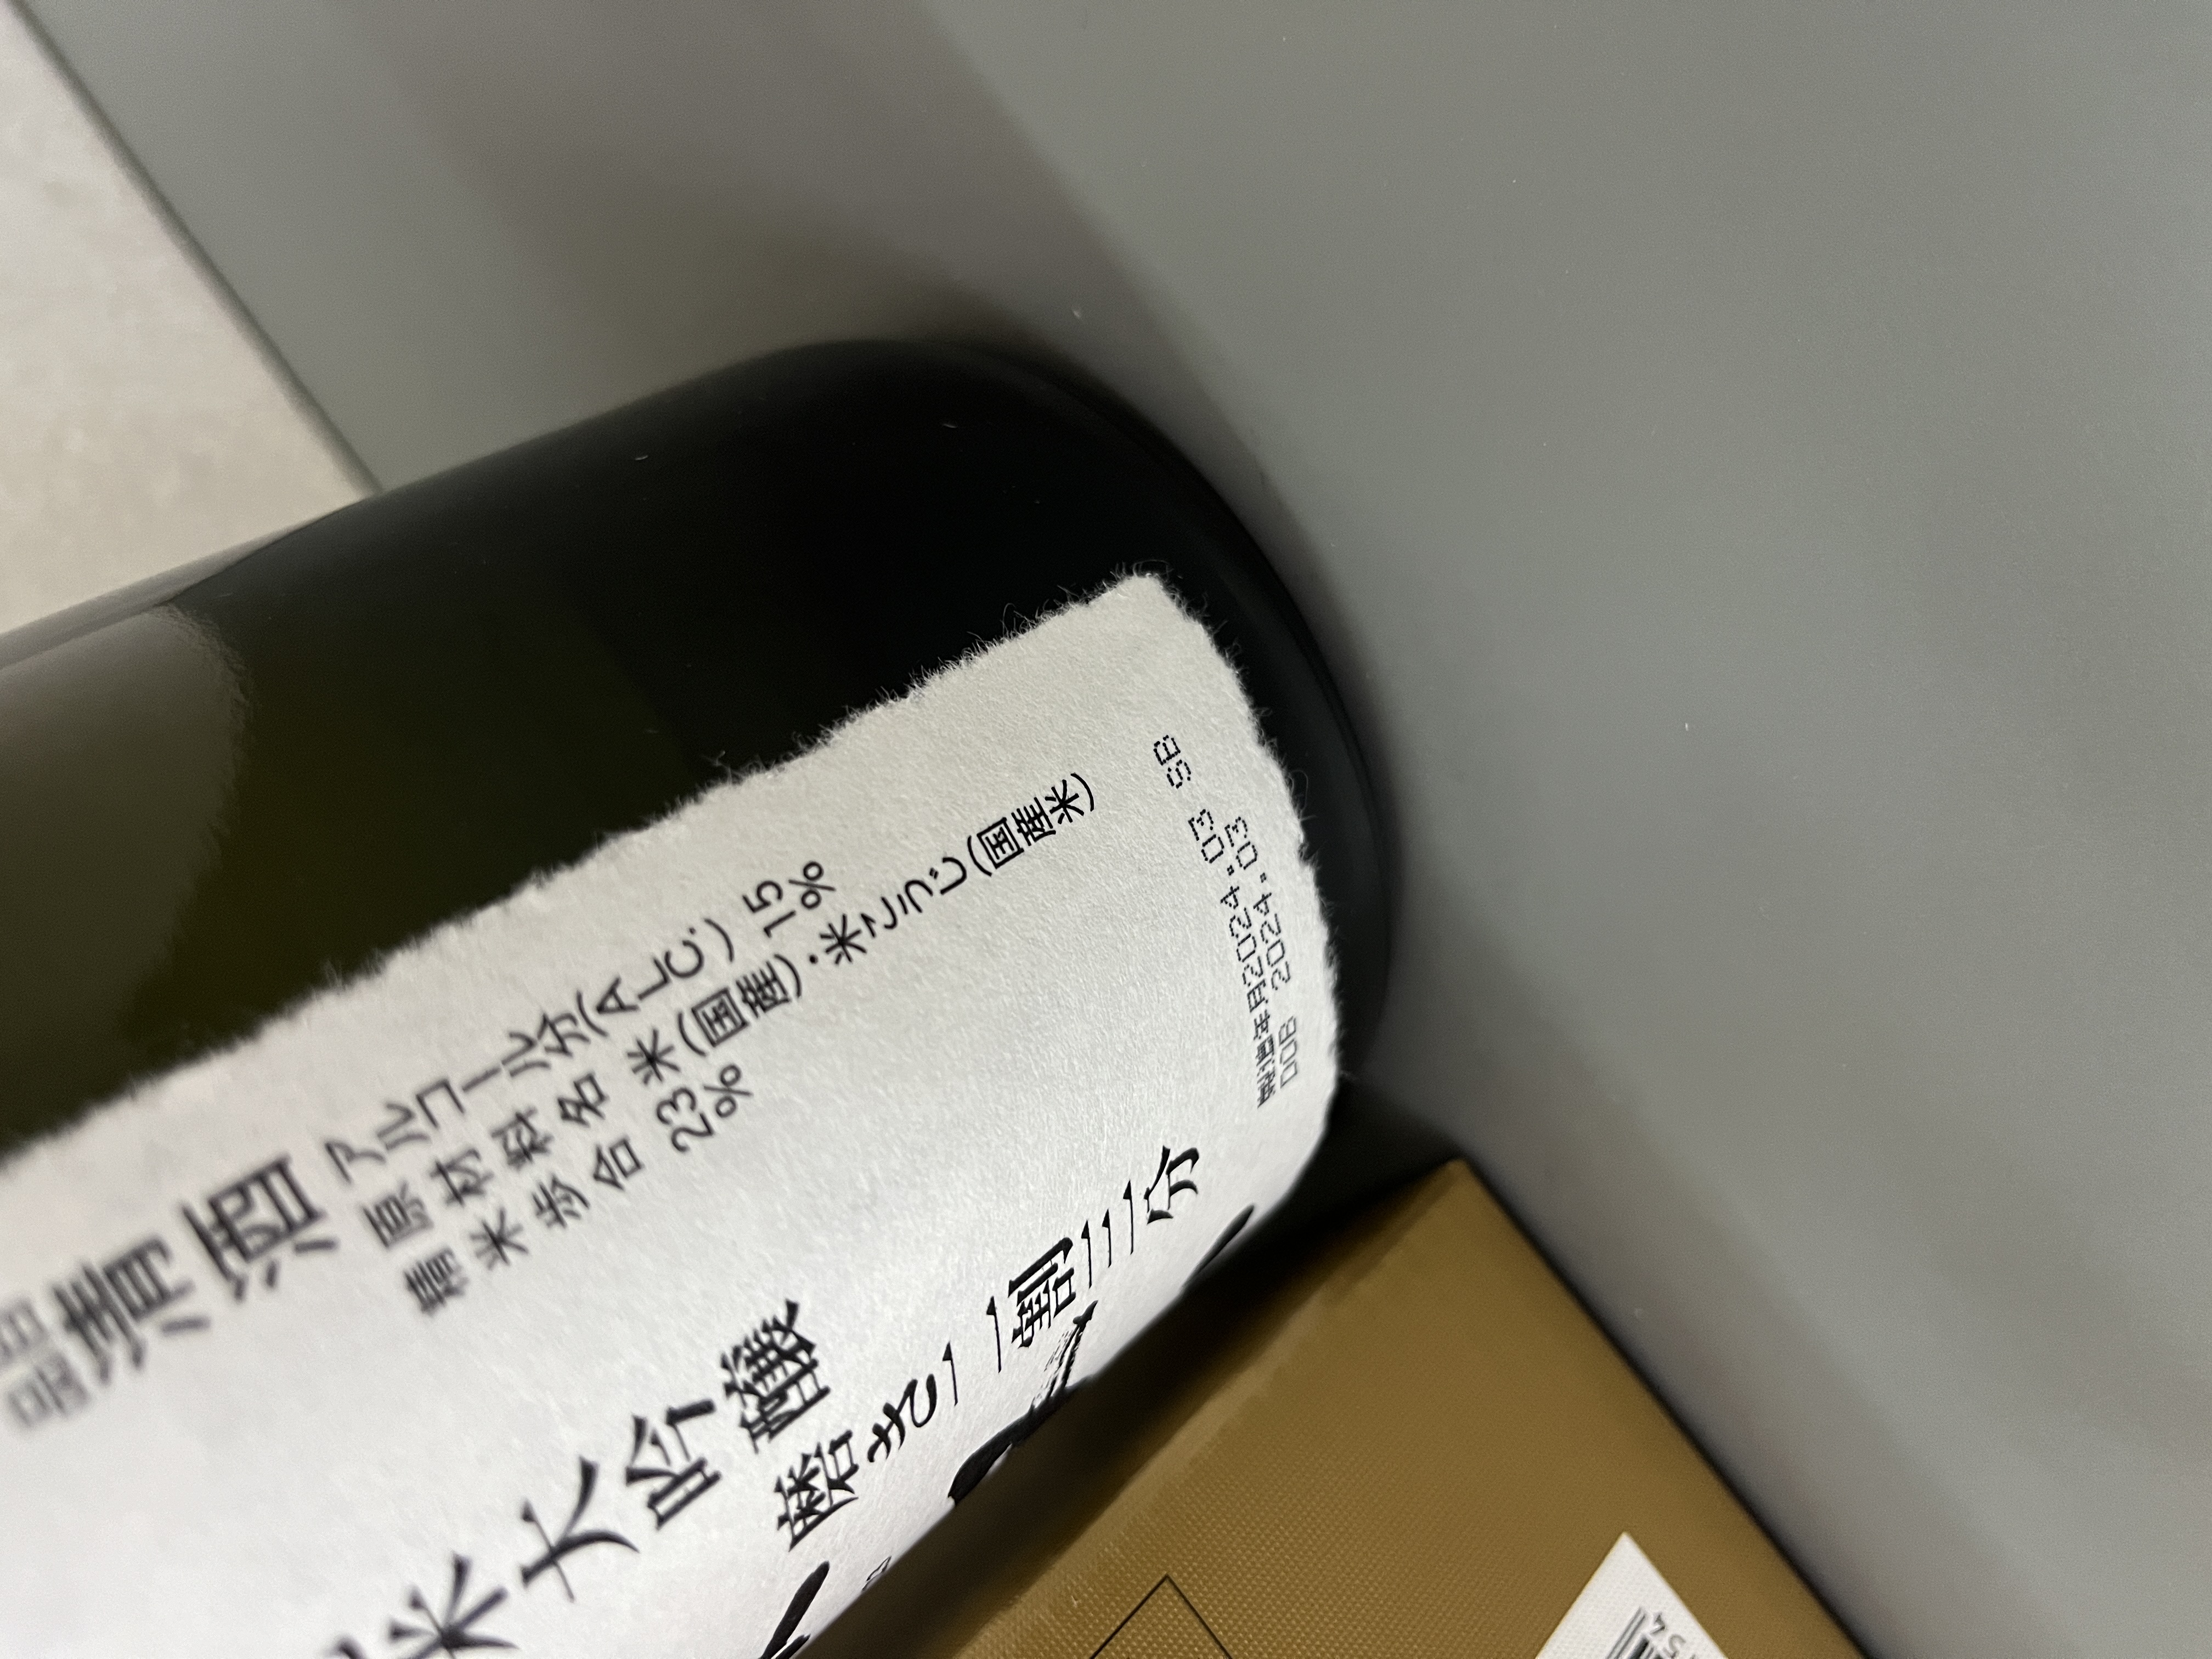 清酒
アルコール分(ALC.) 15%
原材料名 米(国産)・米こうじ(国産米)
精米歩合 23%
米大吟醸
磨き二割三分
製造年月2024.03 SB
DOB 2024.03
54